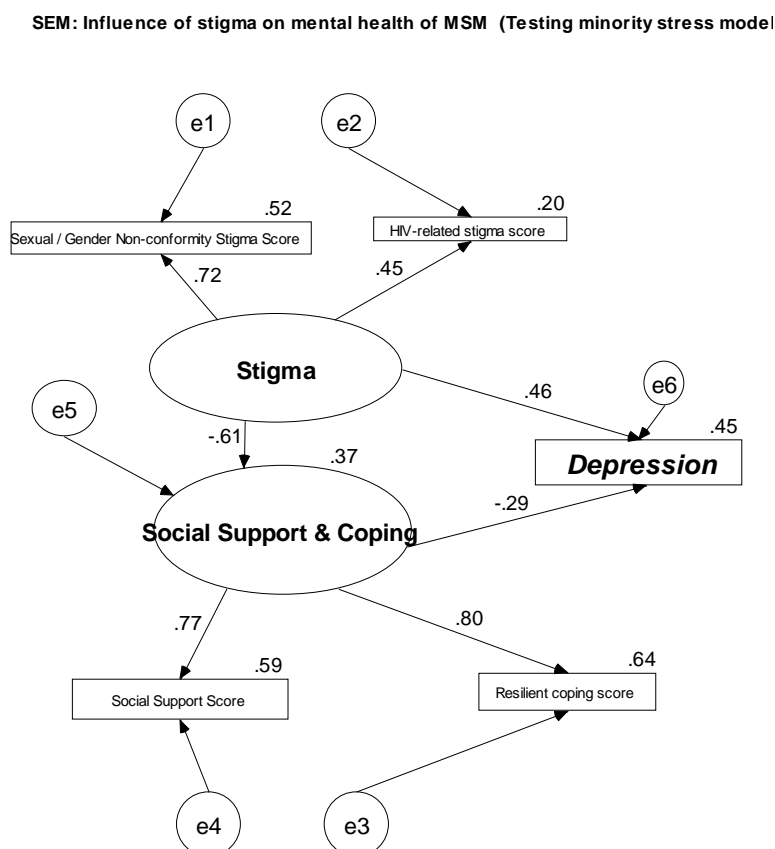 SEM: Influence of stigma on mental health of MSM (Testing minority stress model
e1
e2
.52
.20
Sexual / Gender Non-conformity Stigma Score
HIV-related stigma score
.72
.45
Stigma
.46
e6
e5
-.61
.45
.37
Depression
-.29
Social Support & Coping
.77
.80
.59
.64
Social Support Score
Resilient coping score
e4
e3